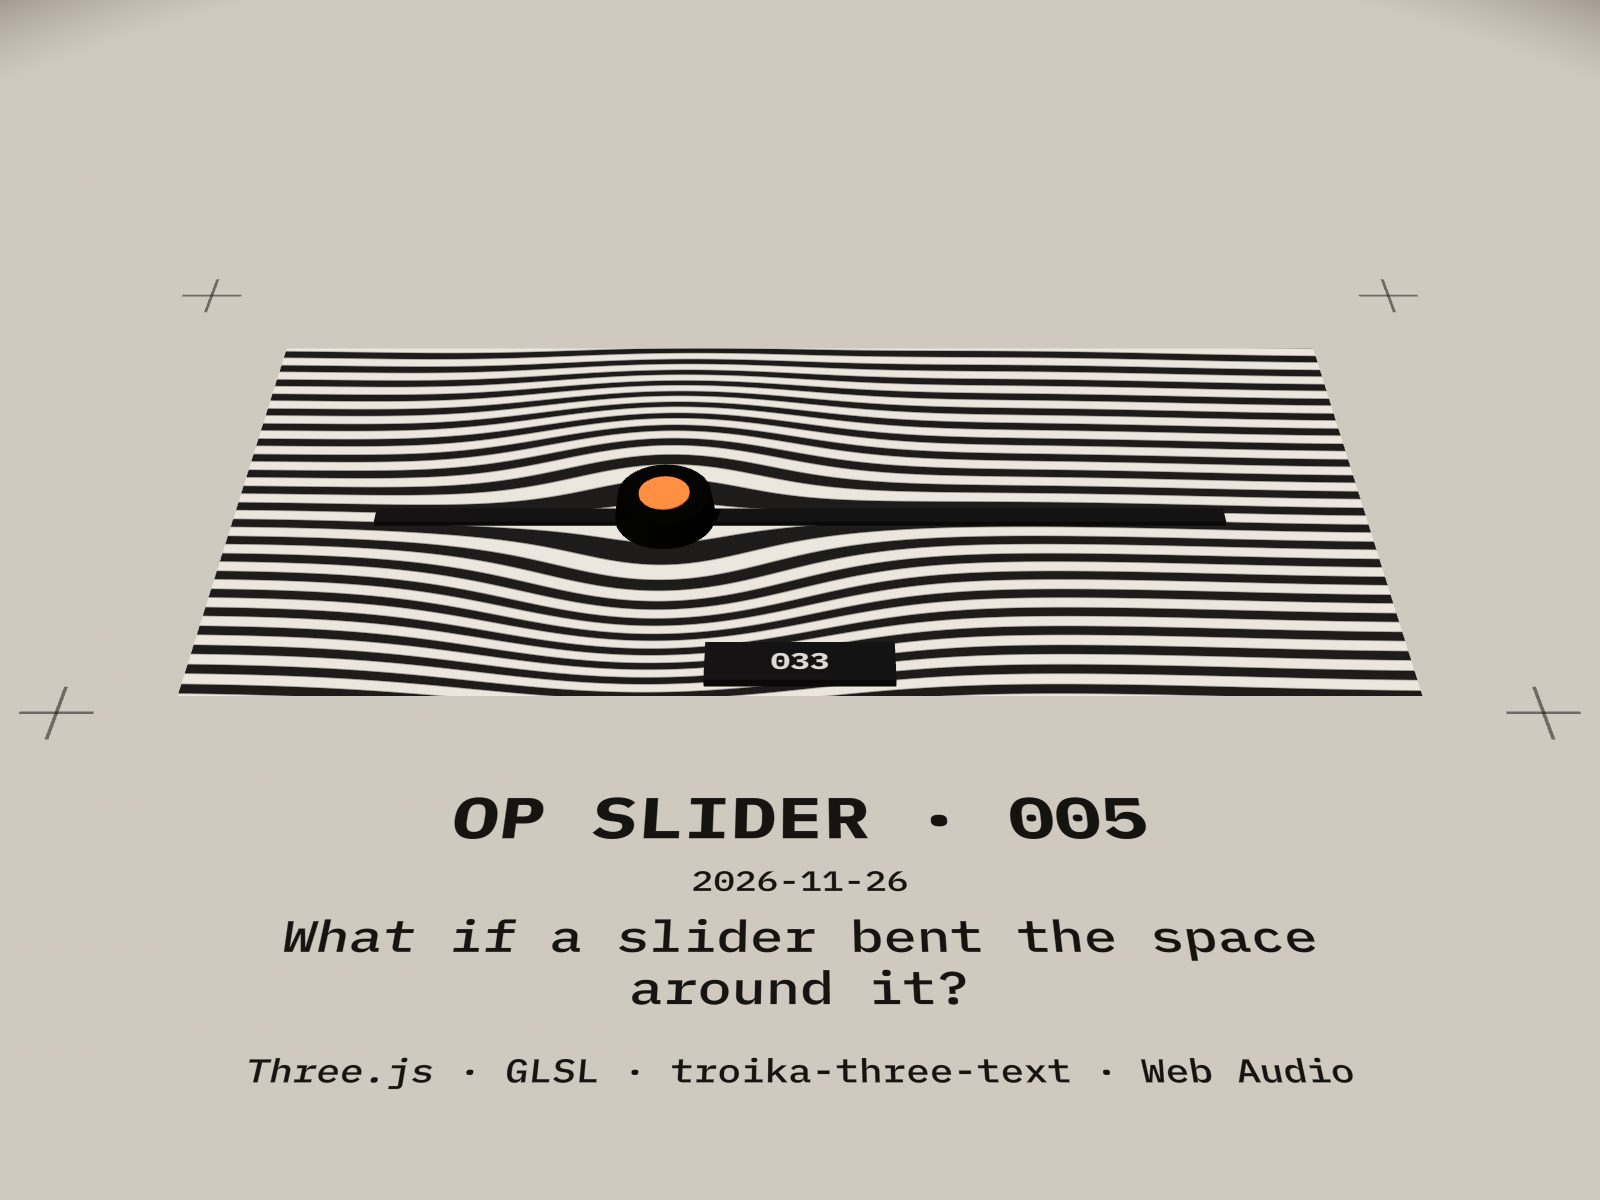 033
OP SLIDER · 005
2026-11-26
What if a slider bent the space
around it?
Three.js · GLSL · troika-three-text · Web Audio